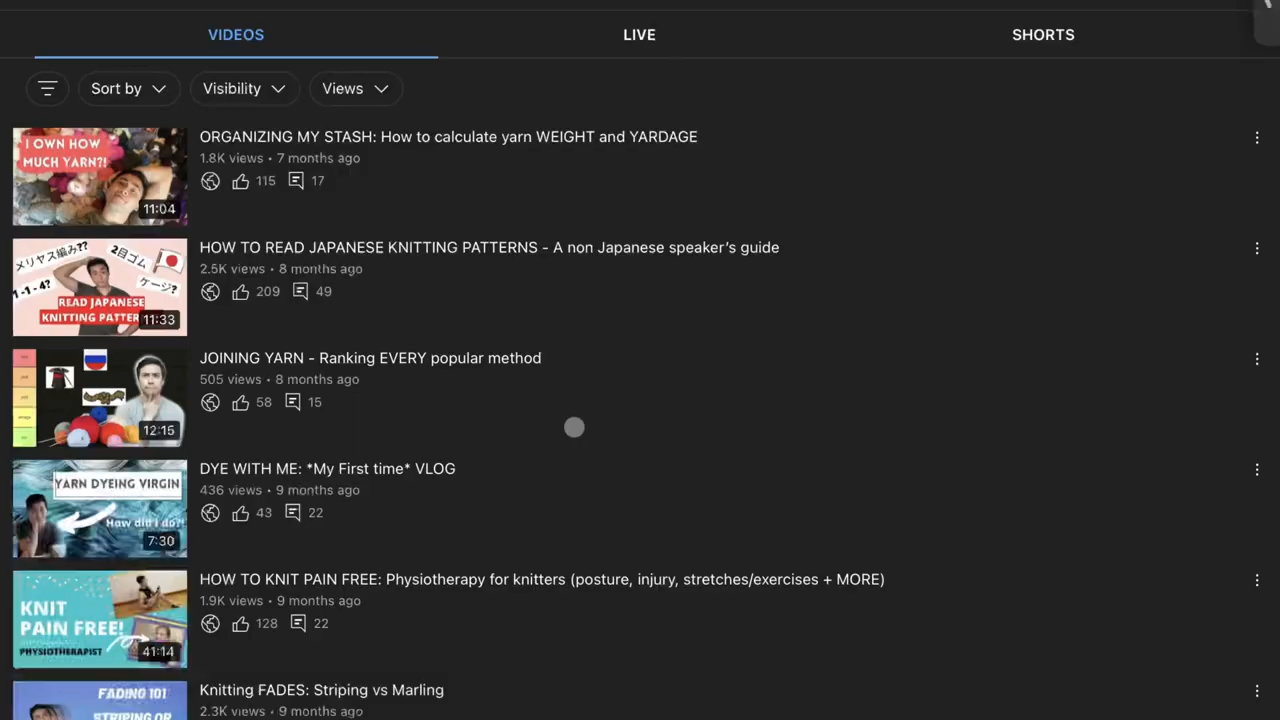 VIDEOS
LIVE
SHORTS
Sort by
Visibility
Views
I OWN HOW
MUCH YARN?!
11:04
ORGANIZING MY STASH: How to calculate yarn WEIGHT and YARDAGE
1.8K views • 7 months ago
115
17
メリヤス編み??
2目ゴム
1-1-4?
ケージ?
READ JAPANESE
KNITTING PATTER
11:33
HOW TO READ JAPANESE KNITTING PATTERNS - A non Japanese speaker’s guide
2.5K views • 8 months ago
209
49
12:15
JOINING YARN - Ranking EVERY popular method
505 views • 8 months ago
58
15
YARN DYEING VIRGIN
How did I do?!
7:30
DYE WITH ME: *My First time* VLOG
436 views • 9 months ago
43
22
KNIT
PAIN FREE!
PHYSIOTHERAPIST
41:14
HOW TO KNIT PAIN FREE: Physiotherapy for knitters (posture, injury, stretches/exercises + MORE)
1.9K views • 9 months ago
128
22
FADING 101
STRIPING OR
Knitting FADES: Striping vs Marling
2.3K views • 9 months ago